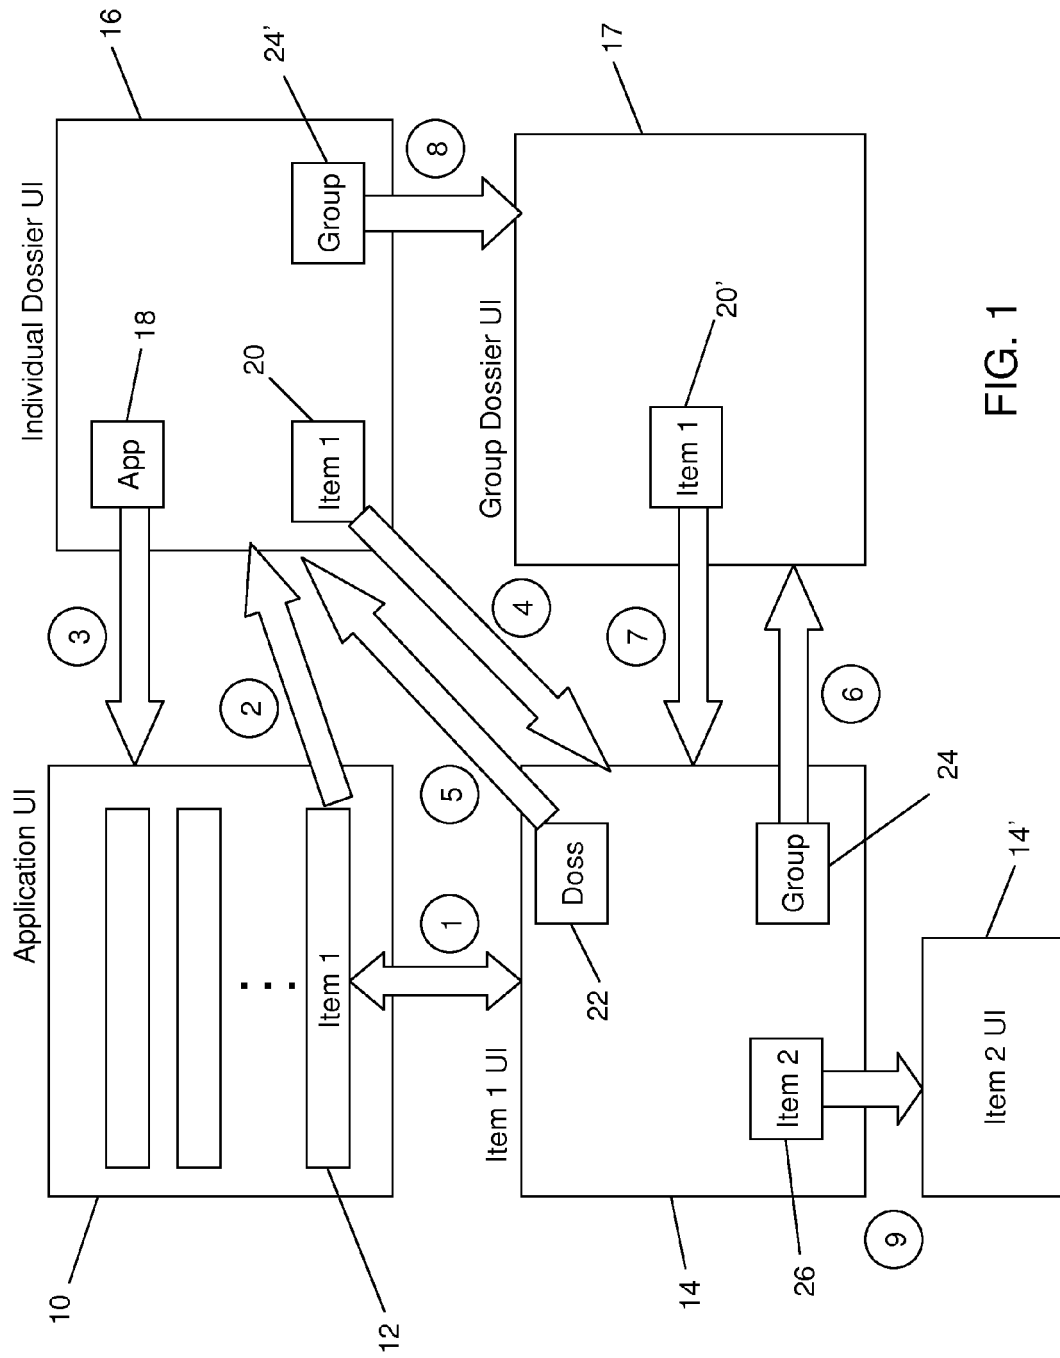 10
Application UI
Item 1
12
1
2
3
Individual Dossier UI
16
App
18
Item 1
20
Group
24'
8
4
5
Item 1 UI
14
Doss
22
Item 2
26
Group
24
6
7
Group Dossier UI
17
Item 1
20'
9
Item 2 UI
14'
FIG. 1